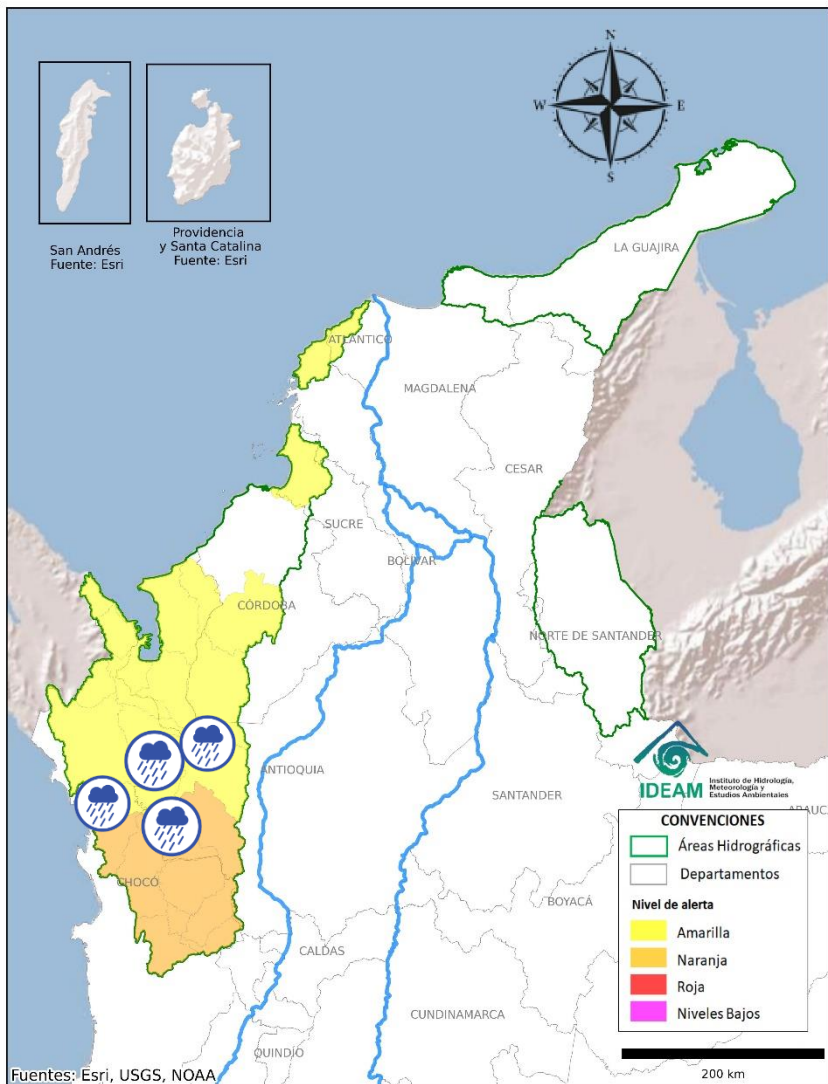 N
W
E
S
San Andrés
Fuente: Esri
Providencia
y Santa Catalina
Fuente: Esri
LA GUAJIRA
ATLÁNTICO
MAGDALENA
CESAR
SUCRE
BOLÍVAR
CÓRDOBA
NORTE DE SANTANDER
ANTIOQUIA
SANTANDER
CHOCÓ
BOYACÁ
CALDAS
CUNDINAMARCA
QUINDÍO
ARAUC
IDEAM
Instituto de Hidrología,
Meteorología y
Estudios Ambientales
CONVENCIONES
Áreas Hidrográficas
Departamentos
Nivel de alerta
Amarilla
Naranja
Roja
Niveles Bajos
200 km
Fuentes: Esri, USGS, NOAA